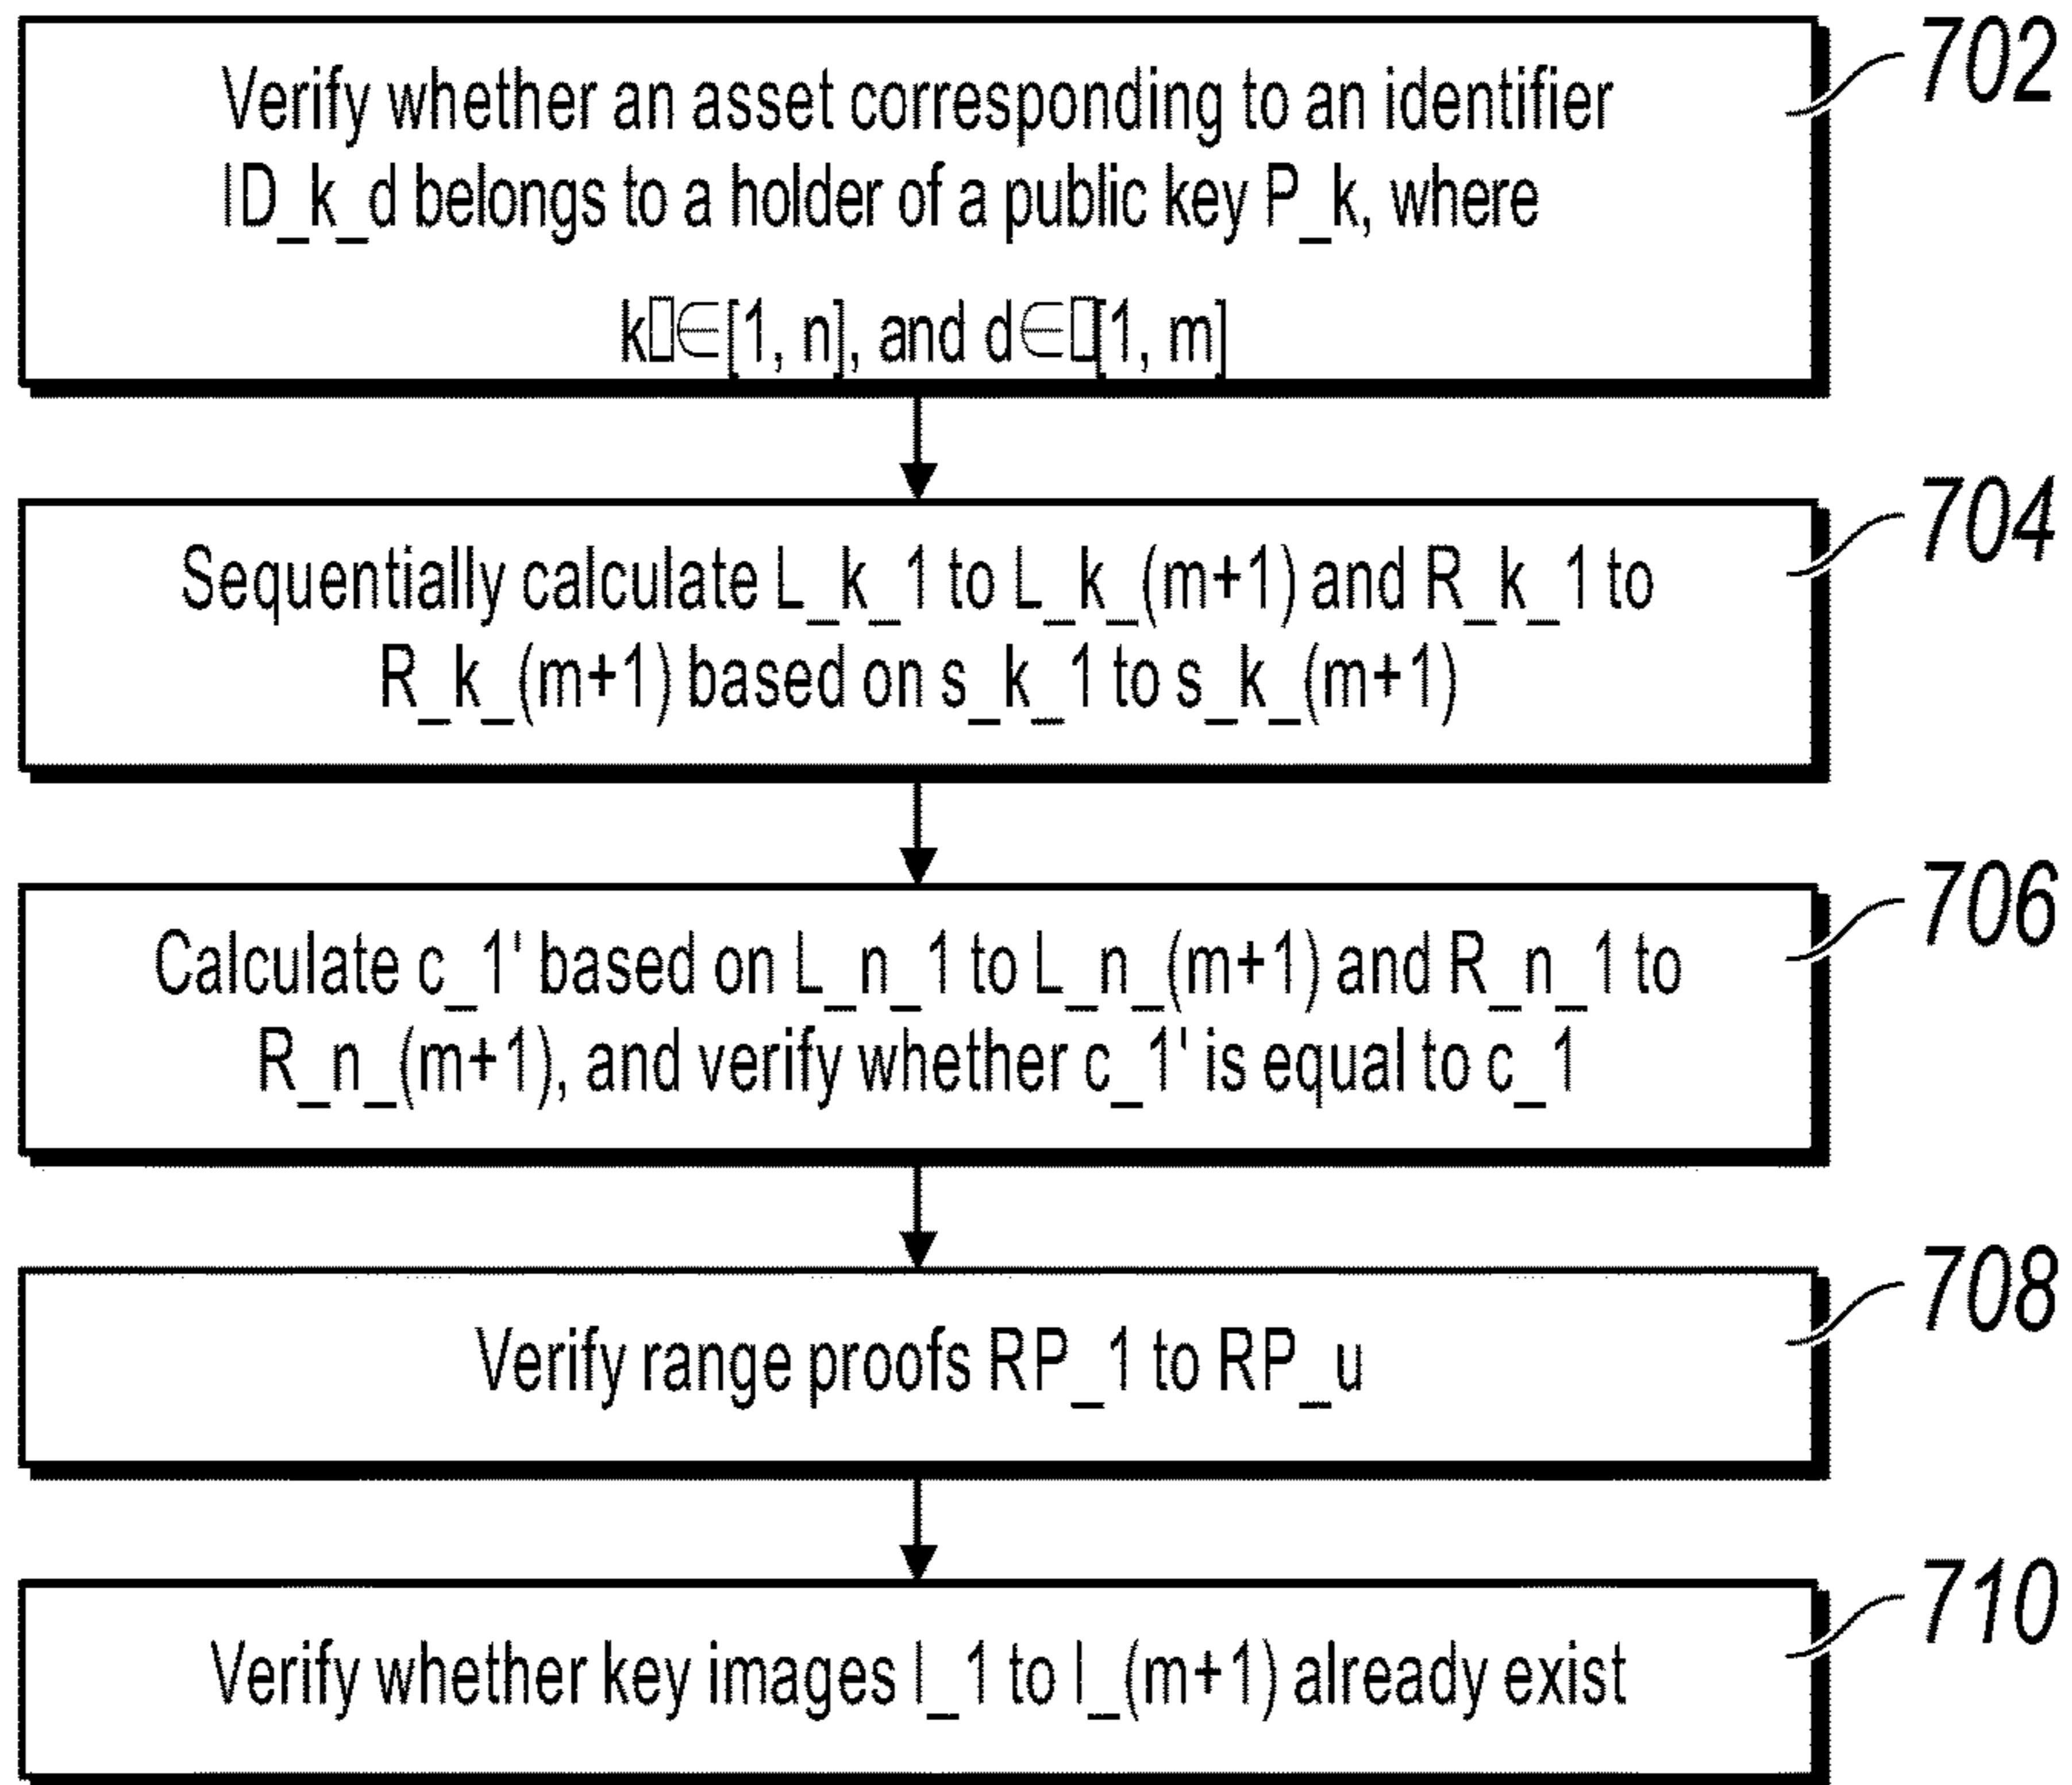 Verify whether an asset corresponding to an identifier
ID_k_d belongs to a holder of a public key P_k, where
k▯∈[1, n], and d∈▯[1, m]
702
Sequentially calculate L_k_1 to L_k_(m+1) and R_k_1 to
R_k_(m+1) based on s_k_1 to s_k_(m+1)
704
Calculate c_1' based on L_n_1 to L_n_(m+1) and R_n_1 to
R_n_(m+1), and verify whether c_1' is equal to c_1
706
Verify range proofs RP_1 to RP_u
708
Verify whether key images I_1 to I_(m+1) already exist
710